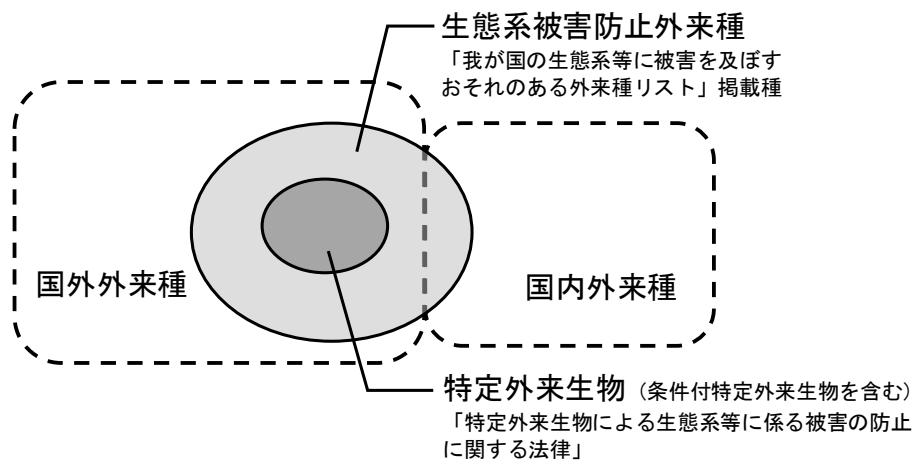 生態系被害防止外来種
「我が国の生態系等に被害を及ぼす
おそれのある外来種リスト」掲載種
国外外来種
国内外来種
特定外来生物（条件付特定外来生物を含む）
「特定外来生物による生態系等に係る被害の防止
に関する法律」